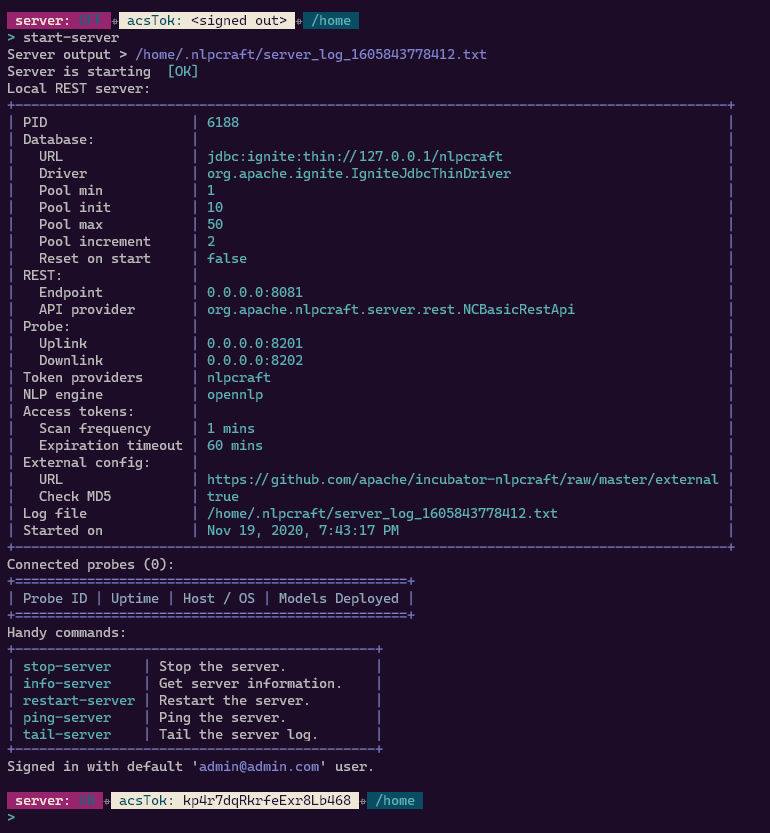 server: OFF acsTok: <signed out> /home
> start-server
Server output > /home/.nlpcraft/server_log_1605843778412.txt
Server is starting [OK]
Local REST server:
PID | 6188
Database:
URL | jdbc:ignite:thin://127.0.0.1/nlpcraft
Driver | org.apache.ignite.IgniteJdbcThinDriver
Pool min | 1
Pool init | 10
Pool max | 50
Pool increment | 2
Reset on start | false
REST:
Endpoint | 0.0.0.0:8081
API provider | org.apache.nlpcraft.server.rest.NCBasicRestApi
Probe:
Uplink | 0.0.0.0:8201
Downlink | 0.0.0.0:8202
Token providers | nlpcraft
NLP engine | opennlp
Access tokens:
Scan frequency | 1 mins
Expiration timeout | 60 mins
External config:
URL | https://github.com/apache/incubator-nlpcraft/raw/master/external
Check MD5 | true
Log file | /home/.nlpcraft/server_log_1605843778412.txt
Started on | Nov 19, 2020, 7:43:17 PM
Connected probes (0):
| Probe ID | Uptime | Host / OS | Models Deployed |
Handy commands:
stop-server | Stop the server.
info-server | Get server information.
restart-server | Restart the server.
ping-server | Ping the server.
tail-server | Tail the server log.
Signed in with default 'admin@admin.com' user.
server: ON acsTok: kp4r7dqRkrfeExr8Lb468 /home
>